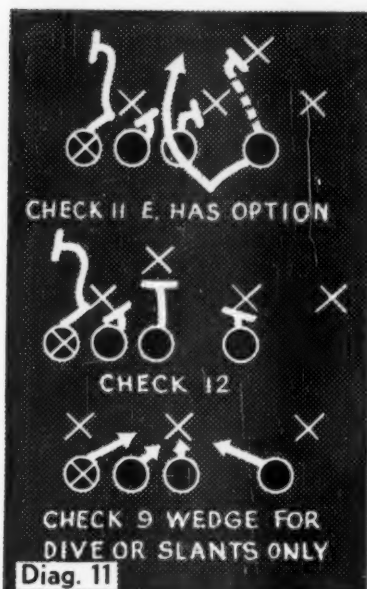 CHECK 11 E. HAS OPTION
CHECK 12
CHECK 9 WEDGE FOR
DIVE OR SLANTS ONLY
Diag. 11